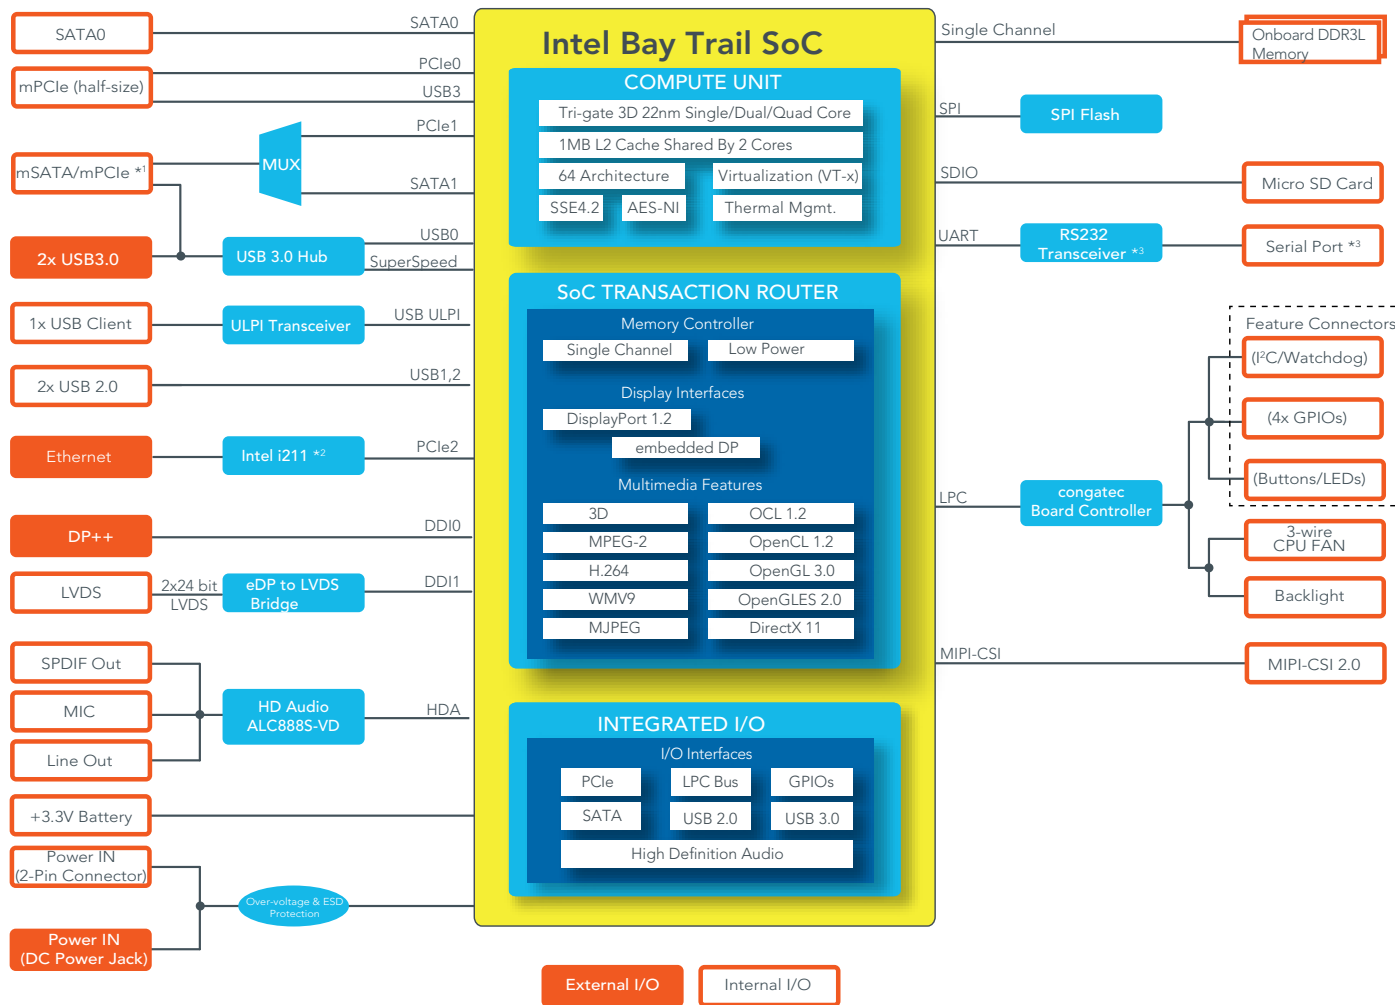 SATA0
mPCIe (half-size)
mSATA/mPCIe *1
2x USB3.0
1x USB Client
2x USB 2.0
Ethernet
DP++
LVDS
SPDIF Out
MIC
Line Out
+3.3V Battery
Power IN
(2-Pin Connector)
Power IN
(DC Power Jack)
MUX
USB 3.0 Hub
ULPI Transceiver
Intel i211 *2
2x24 bit
LVDS
eDP to LVDS
Bridge
HD Audio
ALC888S-VD
Over-voltage & ESD
Protection
SATA0
PCIe0
USB3
PCIe1
SATA1
USB0
SuperSpeed
USB ULPI
USB1,2
PCIe2
DDI0
DDI1
HDA
Intel Bay Trail SoC
COMPUTE UNIT
Tri-gate 3D 22nm Single/Dual/Quad Core
1MB L2 Cache Shared By 2 Cores
64 Architecture
Virtualization (VT-x)
SSE4.2
AES-NI
Thermal Mgmt.
SoC TRANSACTION ROUTER
Memory Controller
Single Channel
Low Power
Display Interfaces
DisplayPort 1.2
embedded DP
Multimedia Features
3D
OCL 1.2
MPEG-2
OpenCL 1.2
H.264
OpenGL 3.0
WMV9
OpenGLES 2.0
MJPEG
DirectX 11
INTEGRATED I/O
I/O Interfaces
PCIe
LPC Bus
GPIOs
SATA
USB 2.0
USB 3.0
High Definition Audio
Single Channel
SPI
SDIO
UART
LPC
MIPI-CSI
SPI Flash
RS232
Transceiver *3
congatec
Board Controller
Onboard DDR3L
Memory
Micro SD Card
Serial Port *3
Feature Connectors
(I²C/Watchdog)
(4x GPIOs)
(Buttons/LEDs)
3-wire
CPU FAN
Backlight
MIPI-CSI 2.0
External I/O
Internal I/O